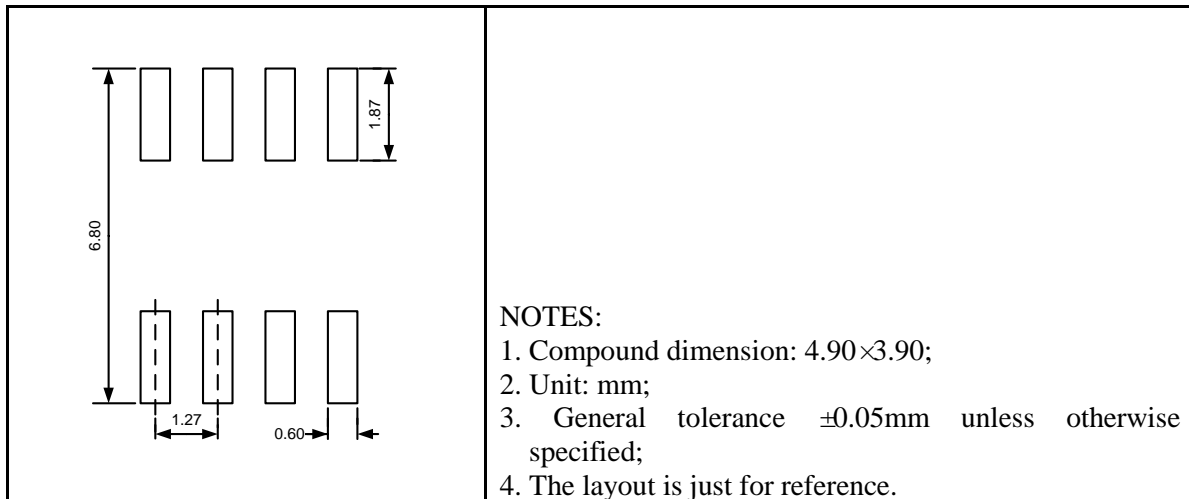 1.87
6.80
1.27
0.60
NOTES:
1. Compound dimension: 4.90×3.90;
2. Unit: mm;
3. General tolerance ±0.05mm unless otherwise
specified;
4. The layout is just for reference.